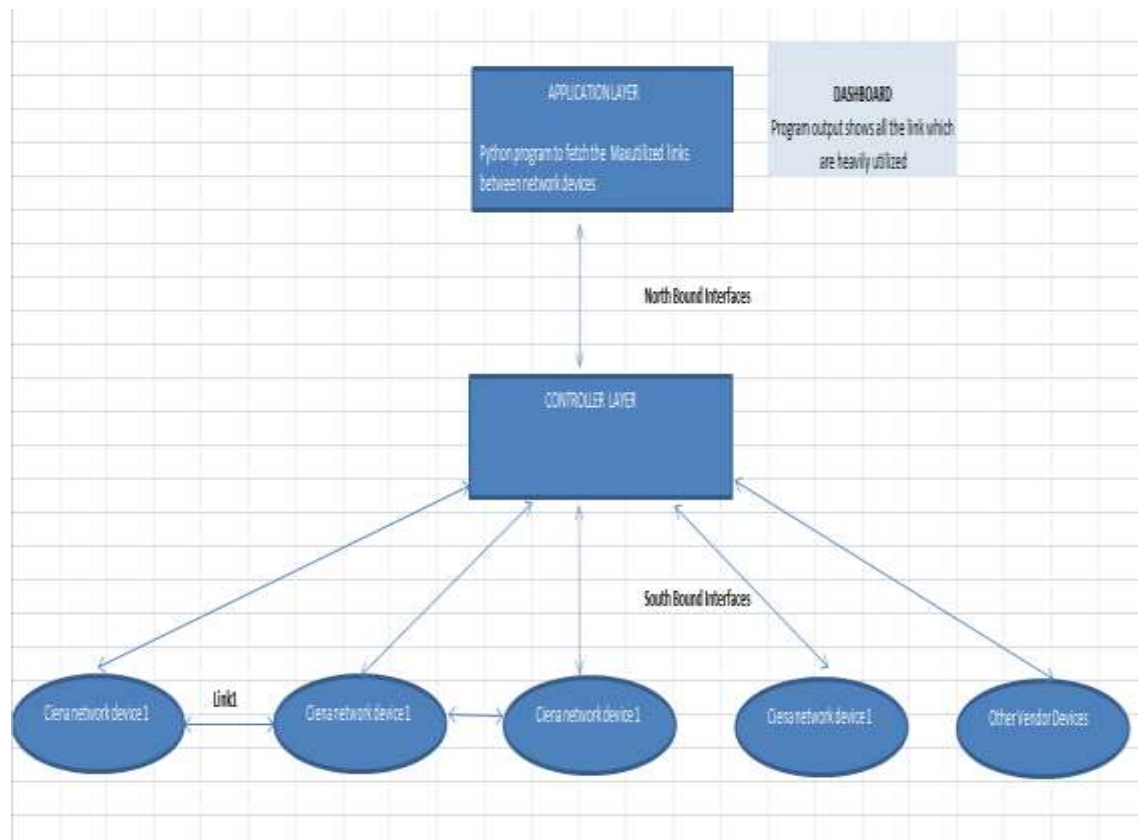 APPLICATION LAYER
DASHBOARD
Program output shows all the link which
are heavily utilized
Python program to fetch the Maxutilized links
between network devices
North Bound Interfaces
CONTROLLER LAYER
South Bound Interfaces
Link1
Ciena network device 1
Ciena network device 1
Ciena network device 1
Ciena network device 1
Other Vendor Devices